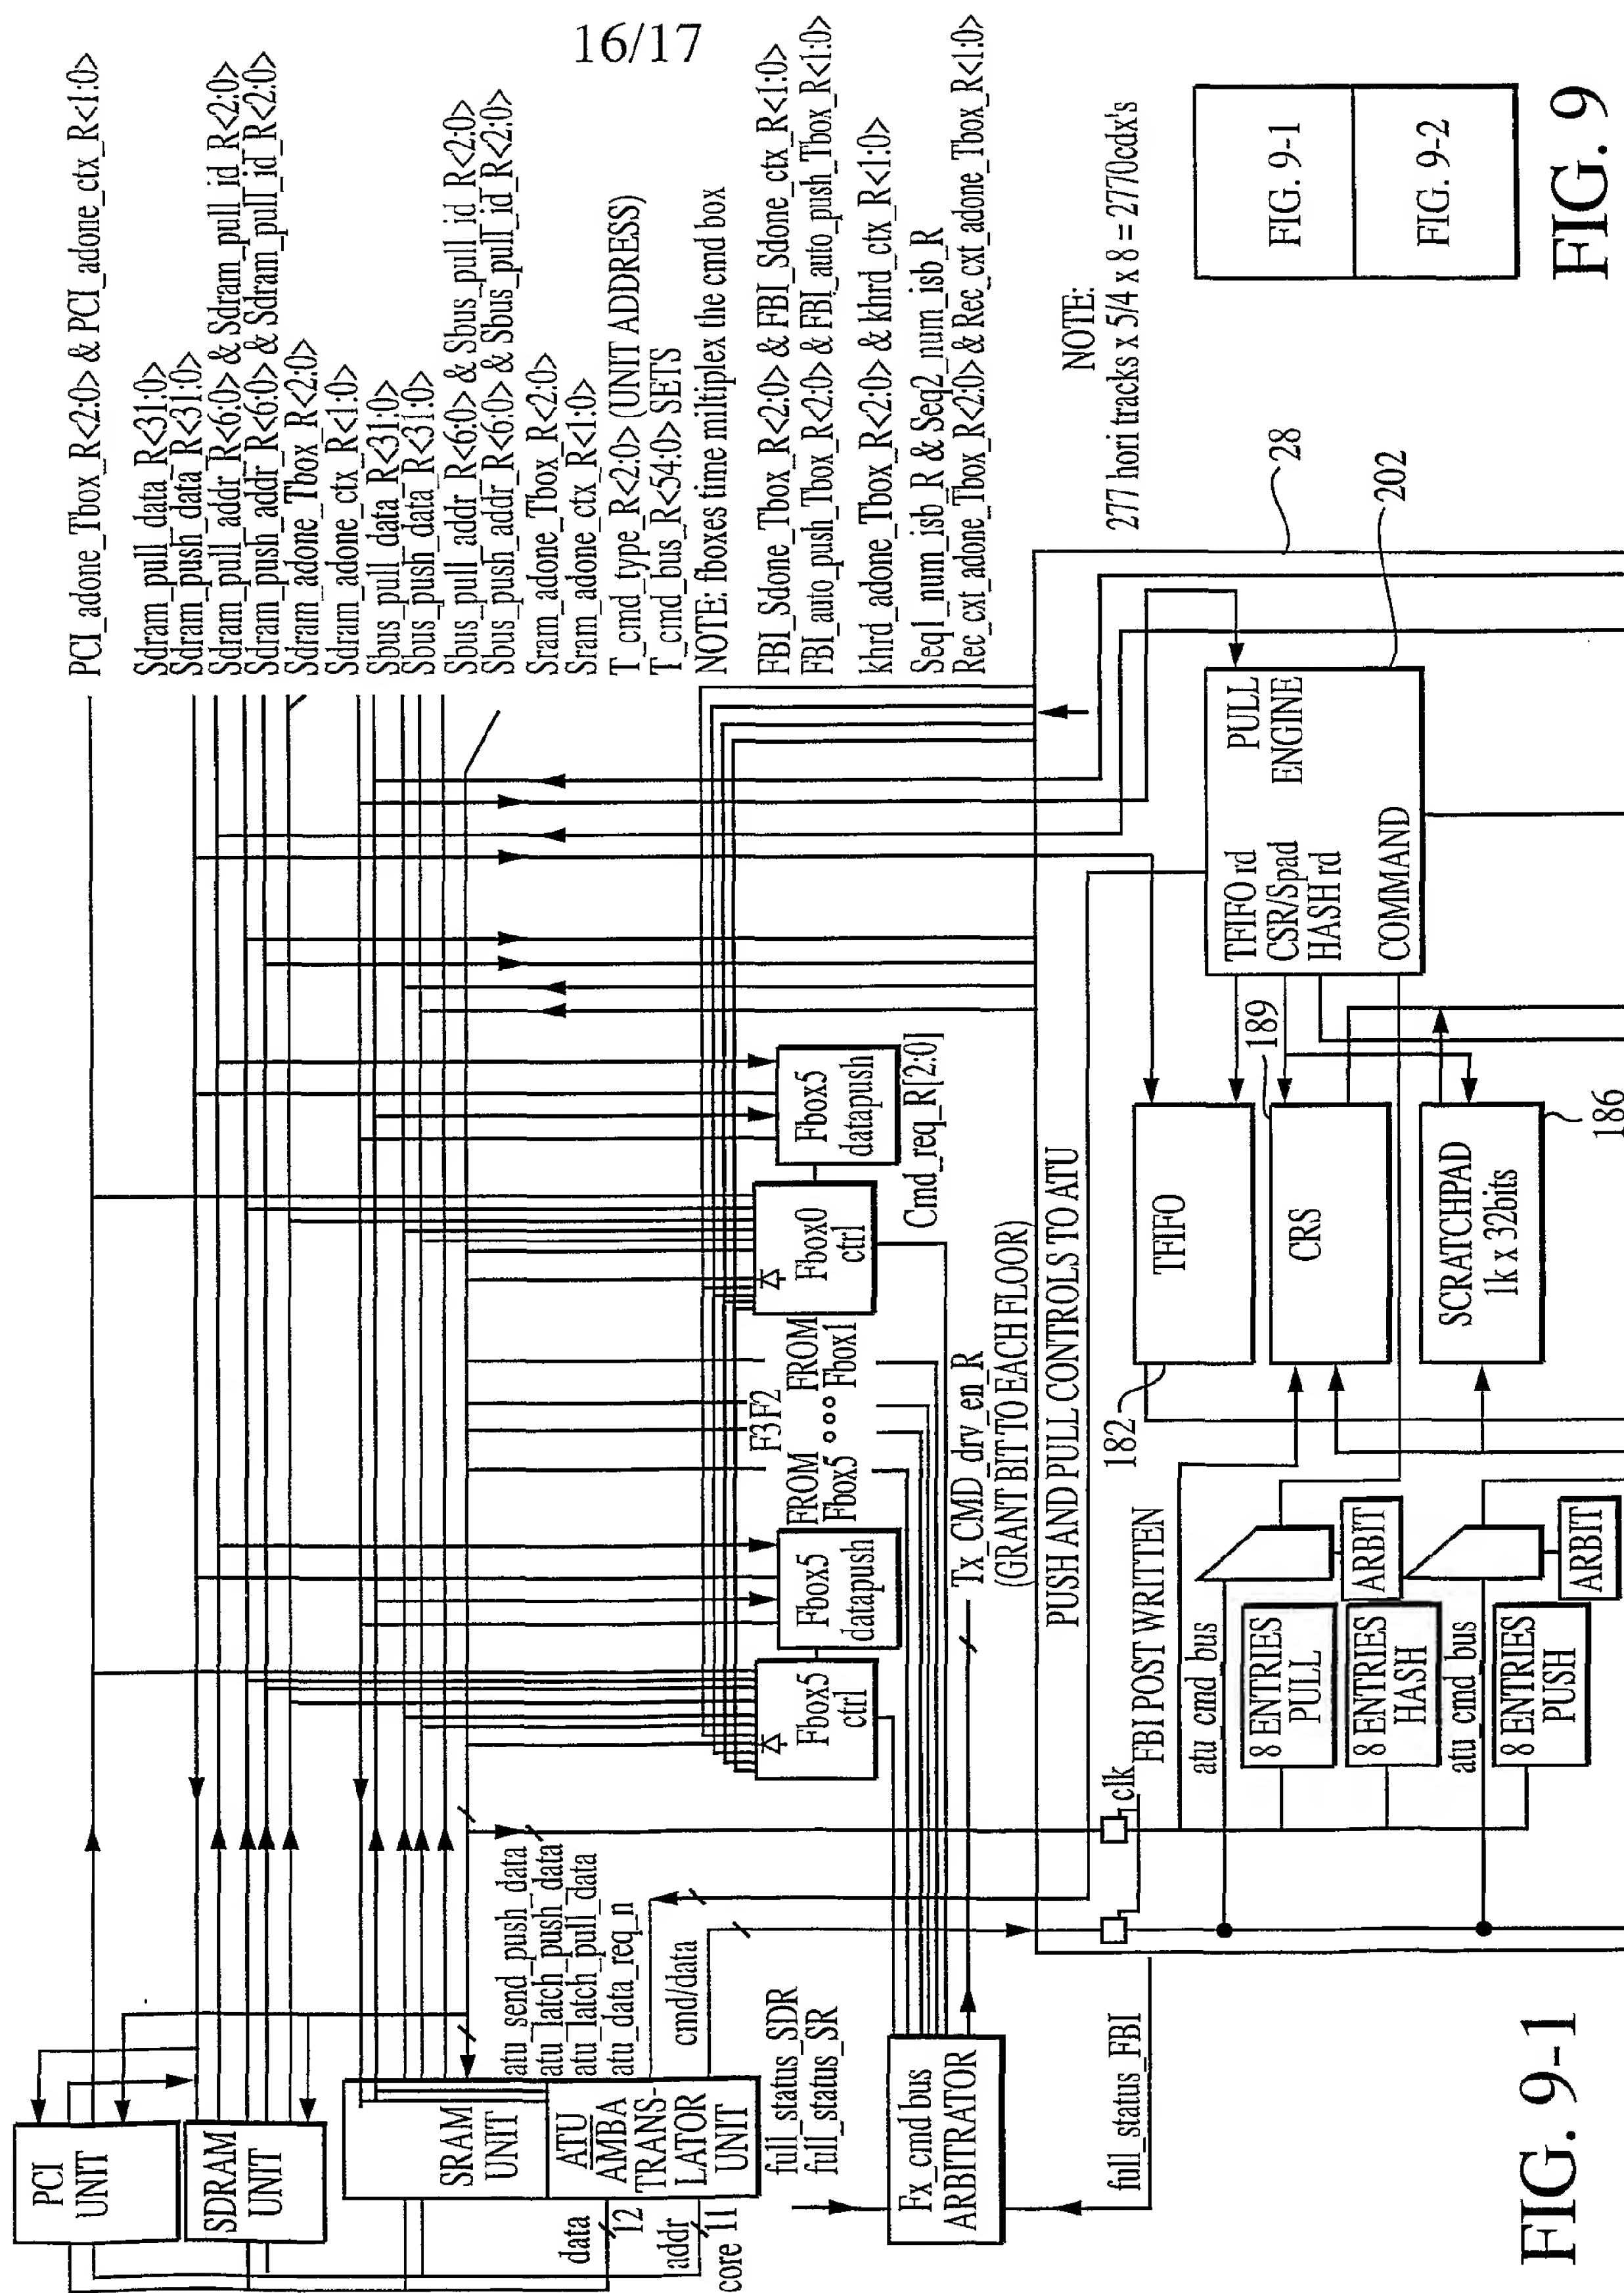 16/17
PCI_adone_Tbox_R<2:0> & PCI_adone_ctx_R<1:0>
Sdram_pull_data_R<31:0>
Sdram_push_data_R<31:0>
Sdram_pull_addr_R<6:0> & Sdram_pull_id_R<2:0>
Sdram_push_addr_R<6:0> & Sdram_pull_id_R<2:0>
Sdram_adone_Tbox_R<2:0>
Sdram_adone_ctx_R<1:0>
Sbus_pull_data_R<31:0>
Sbus_push_data_R<31:0>
Sbus_pull_addr_R<6:0> & Sbus_pull_id_R<2:0>
Sbus_push_addr_R<6:0> & Sbus_pull_id_R<2:0>
Sram_adone_Tbox_R<2:0>
Sram_adone_ctx_R<1:0>
T_cmd_type_R<2:0> (UNIT ADDRESS)
T_cmd_bus_R<54:0> SETS
NOTE: fboxes time miltiplex the cmd box
FBI_Sdone_Tbox_R<2:0> & FBI_Sdone_ctx_R<1:0>
FBI_auto_push_Tbox_R<2:0> & FBI_auto_push_Tbox_R<1:0>
khrd_adone_Tbox_R<2:0> & khrd_ctx_R<1:0>
Seq1_num_isb_R & Seq2_num_isb_R
Rec_cxt_adone_Tbox_R<2:0> & Rec_cxt_adone_Tbox_R<1:0>
NOTE:
277 hori tracks x 5/4 x 8 = 2770cdx's
FIG. 9-1
FIG. 9-2
FIG. 9
PCI
UNIT
SDRAM
UNIT
SRAM
UNIT
ATU
AMBA
TRANS-
LATOR
UNIT
data
12
addr
11
core
atu_send_push_data
atu_latch_push_data
atu_latch_pull_data
atu_data_req_n
cmd/data
full_status_SDR
full_status_SR
Fx_cmd bus
ARBITRATOR
full_status_FBI
Fbox5
ctrl
Fbox5
datapush
FROM
Fbox5
F3 F2
FROM
Fbox1
Fbox0
ctrl
Fbox5
datapush
Cmd_req_R[2:0]
Tx_CMD_drv_en_R
(GRANT BIT TO EACH FLOOR)
PUSH AND PULL CONTROLS TO ATU
28
clk
FBI POST WRITTEN
atu_cmd bus
8 ENTRIES
PULL
ARBIT
8 ENTRIES
HASH
atu_cmd bus
8 ENTRIES
PUSH
ARBIT
182
TFIFO
189
CRS
SCRATCHPAD
1k x 32bits
186
TFIFO rd
CSR/Spad
HASH rd
COMMAND
PULL
ENGINE
202
FIG. 9-1